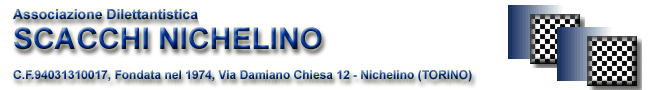 Associazione Dilettantistica
SCACCHI NICHELINO
C.F.94031310017, Fondata nel 1974, Via Damiano Chiesa 12 - Nichelino (TORINO)